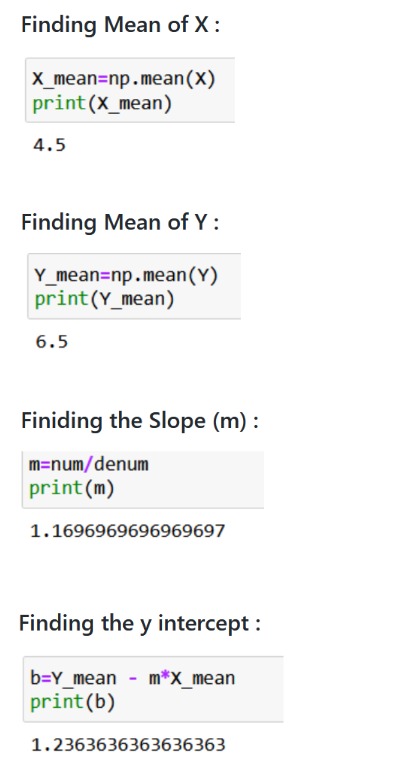 Finding Mean of X :
X_mean=np.mean(X)
print(X_mean)
4.5
Finding Mean of Y :
Y_mean=np.mean(Y)
print(Y_mean)
6.5
Finiding the Slope (m) :
m=num/denum
print(m)
1.1696969696969697
Finding the y intercept :
b=Y_mean - m*X_mean
print(b)
1.2363636363636363